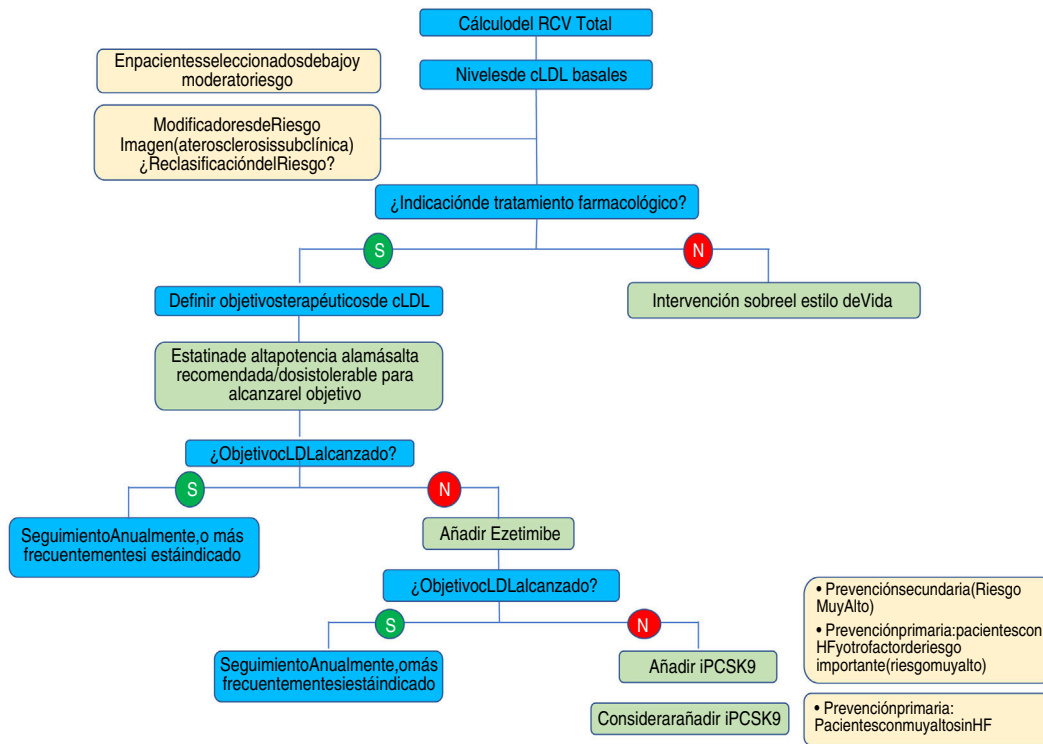 Cálculodel RCV Total
Enpacientesseleccionadosdebajoy
moderatoriesgo
Nivelesde cLDL basales
ModificadoresdeRiesgo
Imagen(aterosclerosissubclínica)
¿ReclasificacióndelRiesgo?
¿Indicaciónde tratamiento farmacológico?
S
N
Definir objetivosterapéuticosde cLDL
Intervención sobreel estilo deVida
Estatinade altapotencia alamásalta
recomendada/dosistolerable para
alcanzarel objetivo
¿ObjetivocLDLalcanzado?
S
N
SeguimientoAnualmente,o más
frecuentementesi estáindicado
Añadir Ezetimibe
¿ObjetivocLDLalcanzado?
S
N
SeguimientoAnualmente,omás
frecuentementesiestáindicado
Añadir iPCSK9
• Prevenciónsecundaria(Riesgo
MuyAlto)
• Prevenciónprimaria:pacientescon
HFyotrofactorderiesgo
importante(riesgomuyalto)
Considerarañadir iPCSK9
• Prevenciónprimaria:
PacientesconmuyaltosinHF